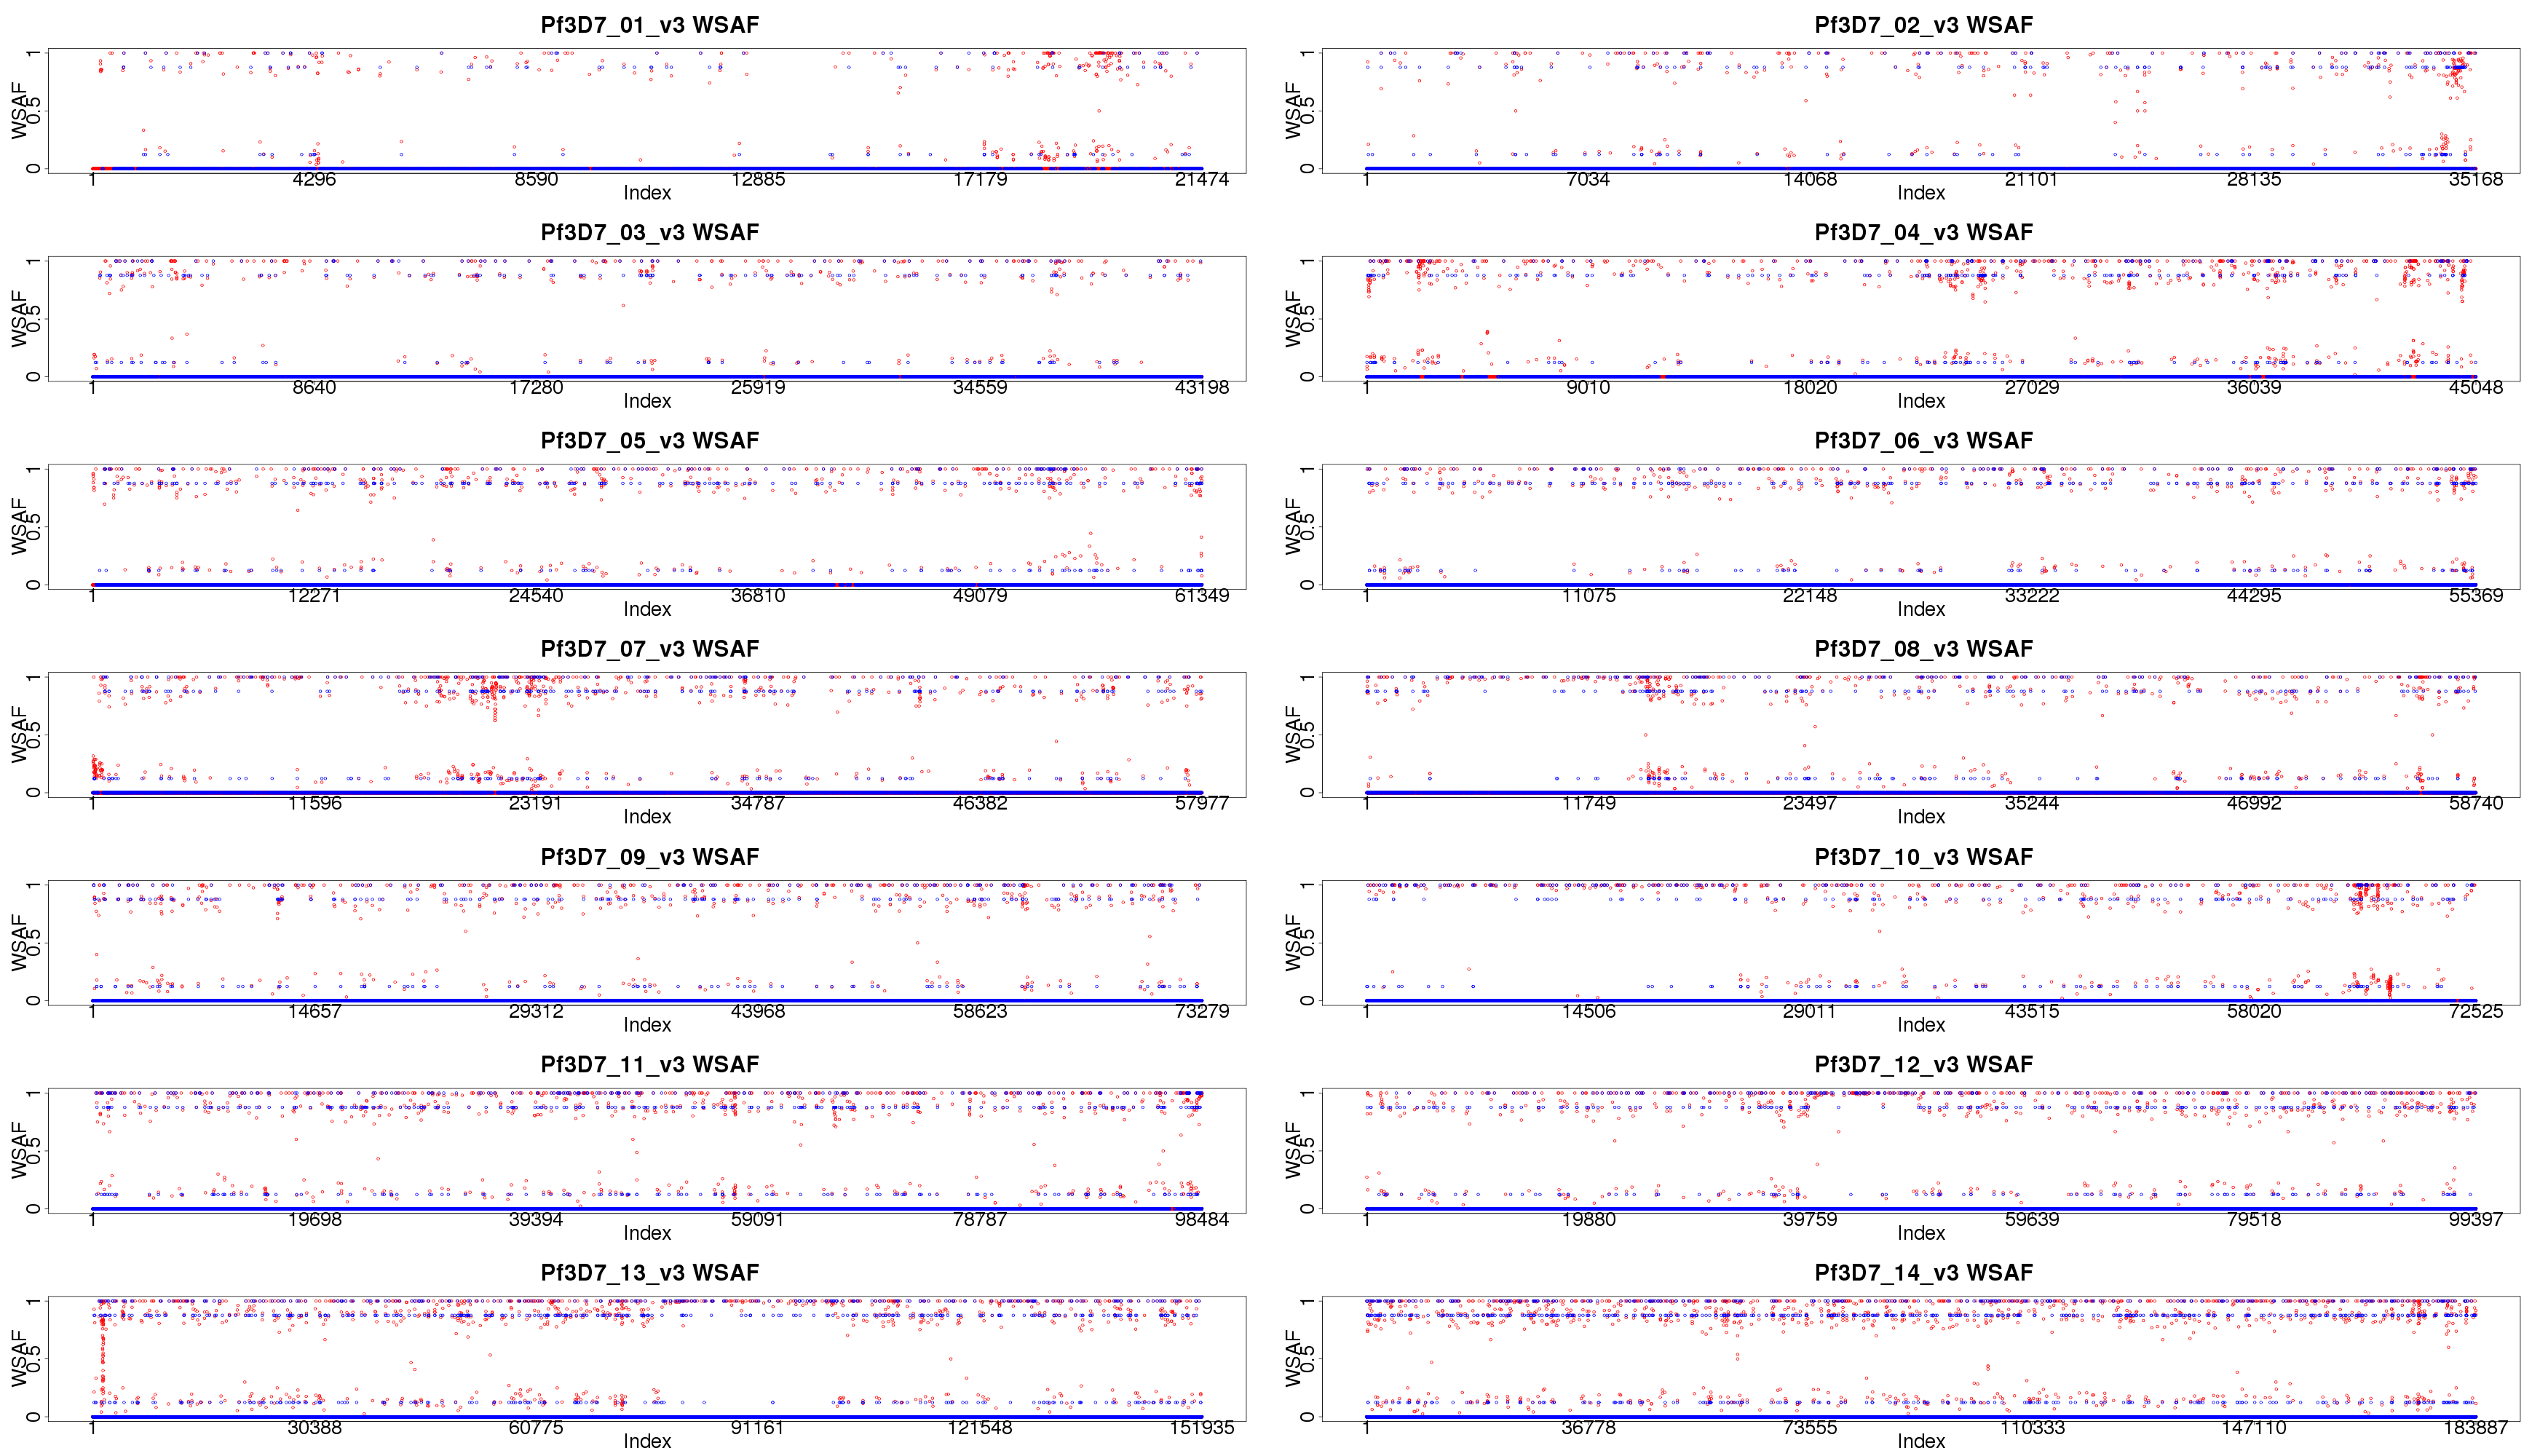 Pf3D7_01_v3 WSAF
WSAF
0 0.5 1
1 4296 8590 12885 17179 21474
Index
Pf3D7_02_v3 WSAF
WSAF
0 0.5 1
1 7034 14068 21101 28135 35168
Index
Pf3D7_03_v3 WSAF
WSAF
0 0.5 1
1 8640 17280 25919 34559 43198
Index
Pf3D7_04_v3 WSAF
WSAF
0 0.5 1
1 9010 18020 27029 36039 45048
Index
Pf3D7_05_v3 WSAF
WSAF
0 0.5 1
1 12271 24540 36810 49079 61349
Index
Pf3D7_06_v3 WSAF
WSAF
0 0.5 1
1 11075 22148 33222 44295 55369
Index
Pf3D7_07_v3 WSAF
WSAF
0 0.5 1
1 11596 23191 34787 46382 57977
Index
Pf3D7_08_v3 WSAF
WSAF
0 0.5 1
1 11749 23497 35244 46992 58740
Index
Pf3D7_09_v3 WSAF
WSAF
0 0.5 1
1 14657 29312 43968 58623 73279
Index
Pf3D7_10_v3 WSAF
WSAF
0 0.5 1
1 14506 29011 43515 58020 72525
Index
Pf3D7_11_v3 WSAF
WSAF
0 0.5 1
1 19698 39394 59091 78787 98484
Index
Pf3D7_12_v3 WSAF
WSAF
0 0.5 1
1 19880 39759 59639 79518 99397
Index
Pf3D7_13_v3 WSAF
WSAF
0 0.5 1
1 30388 60775 91161 121548 151935
Index
Pf3D7_14_v3 WSAF
WSAF
0 0.5 1
1 36778 73555 110333 147110 183887
Index